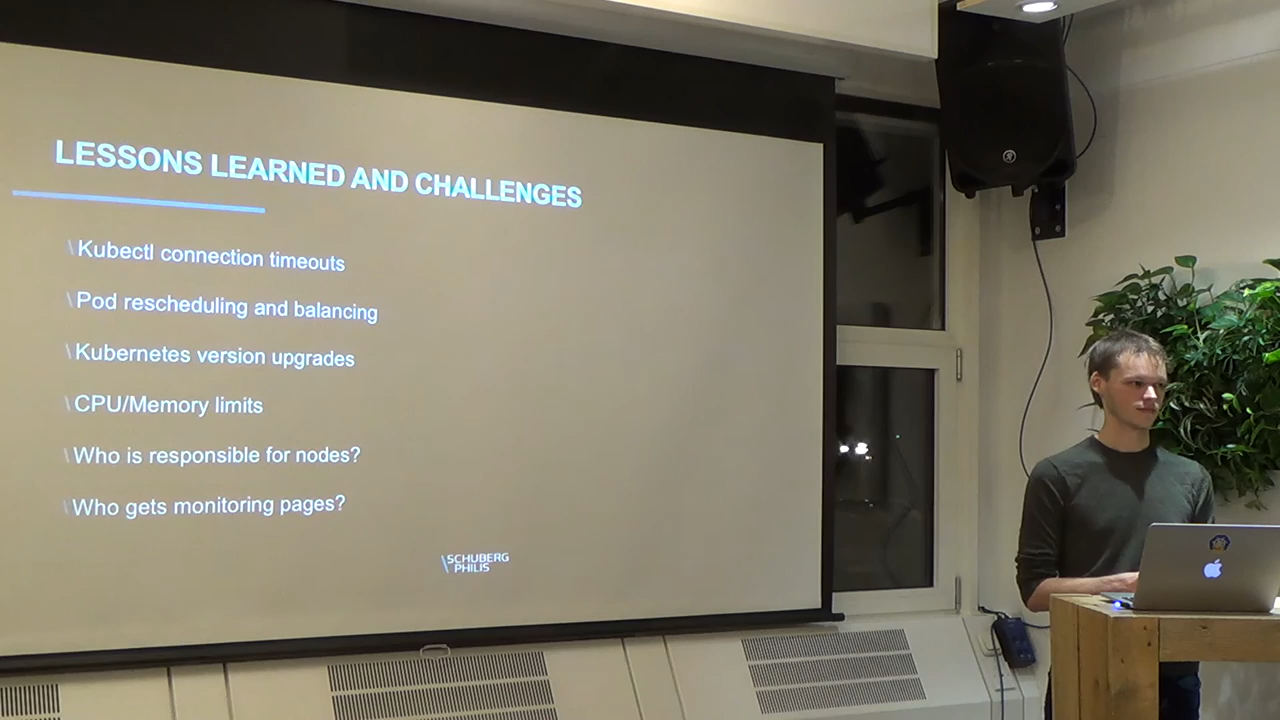 LESSONS LEARNED AND CHALLENGES
\Kubectl connection timeouts
\Pod rescheduling and balancing
\Kubernetes version upgrades
\CPU/Memory limits
\Who is responsible for nodes?
\Who gets monitoring pages?
\SCHUBERG
PHILIS